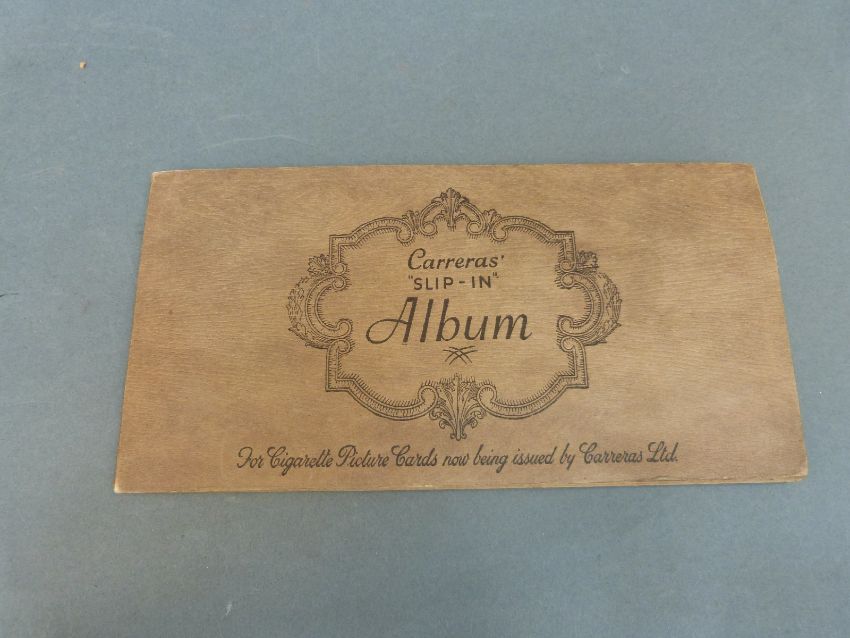 Carreras'
"SLIP-IN"
Album
For Cigarette Picture Cards now being issued by Carreras Ltd.